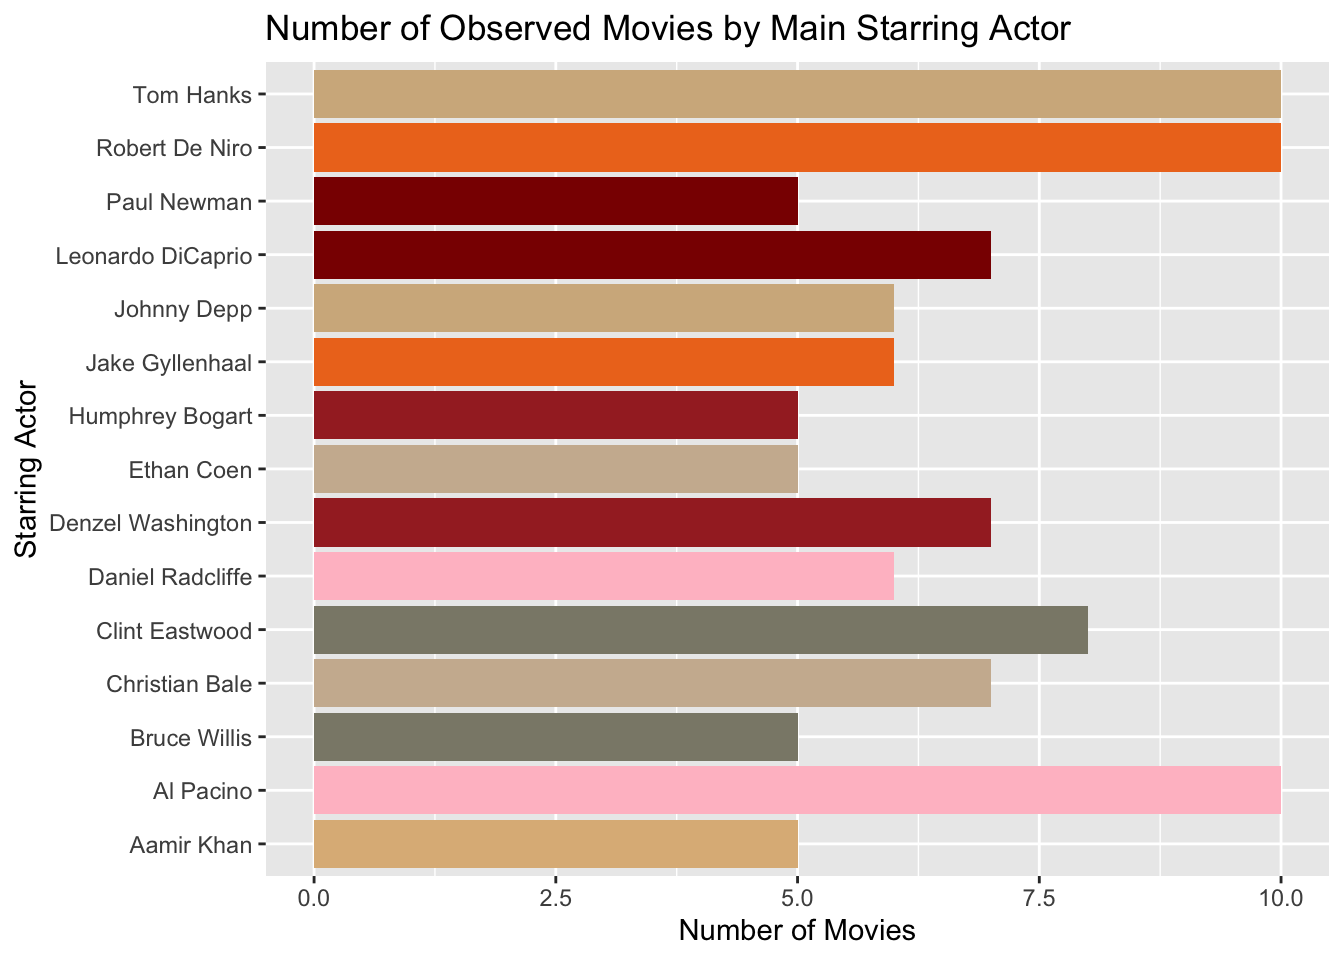 Number of Observed Movies by Main Starring Actor
Starring Actor
Tom Hanks
Robert De Niro
Paul Newman
Leonardo DiCaprio
Johnny Depp
Jake Gyllenhaal
Humphrey Bogart
Ethan Coen
Denzel Washington
Daniel Radcliffe
Clint Eastwood
Christian Bale
Bruce Willis
Al Pacino
Aamir Khan
0.0 2.5 5.0 7.5 10.0
Number of Movies